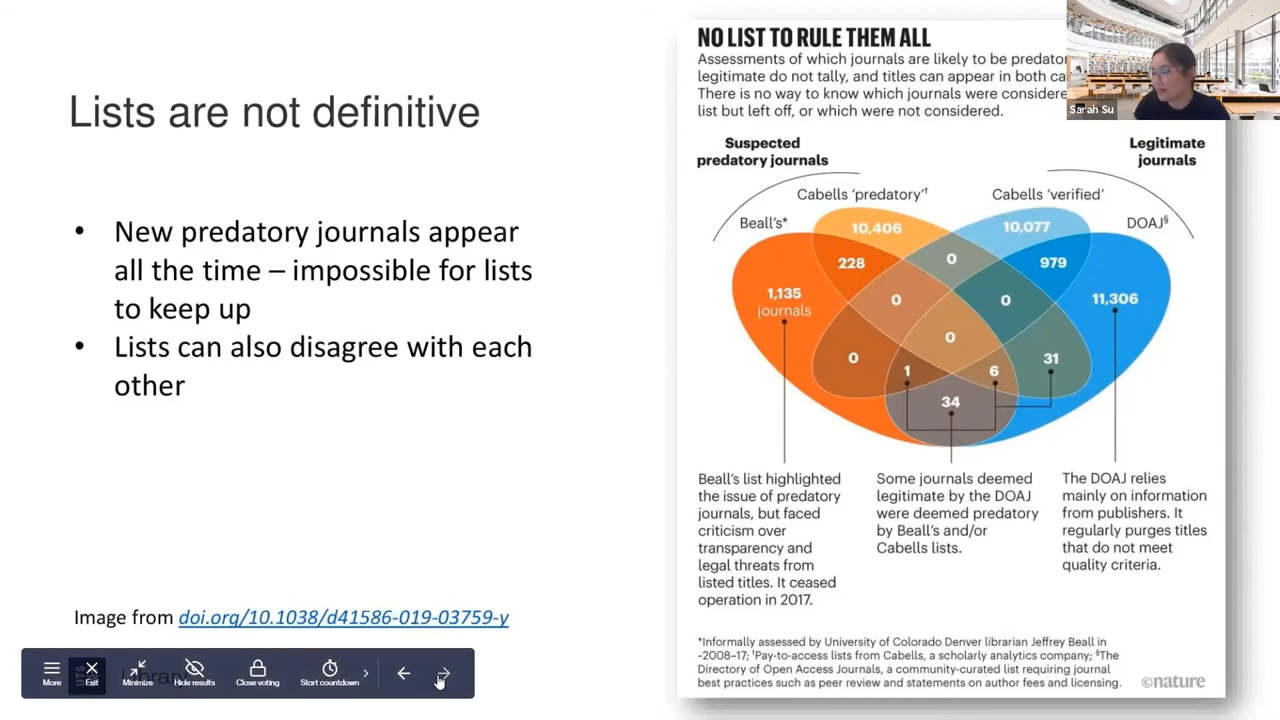 Lists are not definitive
• New predatory journals appear
all the time – impossible for lists
to keep up
• Lists can also disagree with each
other
Image from doi.org/10.1038/d41586-019-03759-y
NO LIST TO RULE THEM ALL
Assessments of which journals are likely to be
legitimate do not tally, and titles can appear in both
There is no way to know which journals were
list but left off, or which were not considered.
Sarah Su
Suspected
predatory journals
Legitimate
journals
Cabells ‘predatory’†
Cabells ‘verified’
Beall’s*
DOAJ§
10,406
10,077
228
0
979
1,135
journals
0
0
11,306
0
0
31
1
6
34
Beall’s list highlighted
the issue of predatory
journals, but faced
criticism over
transparency and
legal threats from
listed titles. It ceased
operation in 2017.
Some journals deemed
legitimate by the DOAJ
were deemed predatory
by Beall’s and/or
Cabells lists.
The DOAJ relies
mainly on information
from publishers. It
regularly purges titles
that do not meet
quality criteria.
*Informally assessed by University of Colorado Denver librarian Jeffrey Beall in
~2008–17; †Pay-to-access lists from Cabells, a scholarly analytics company; §The
Directory of Open Access Journals, a community-curated list requiring journal
best practices such as peer review and statements on author fees and licensing.
©nature
More
Exit
Minimize
Hide results
Close voting
Start countdown